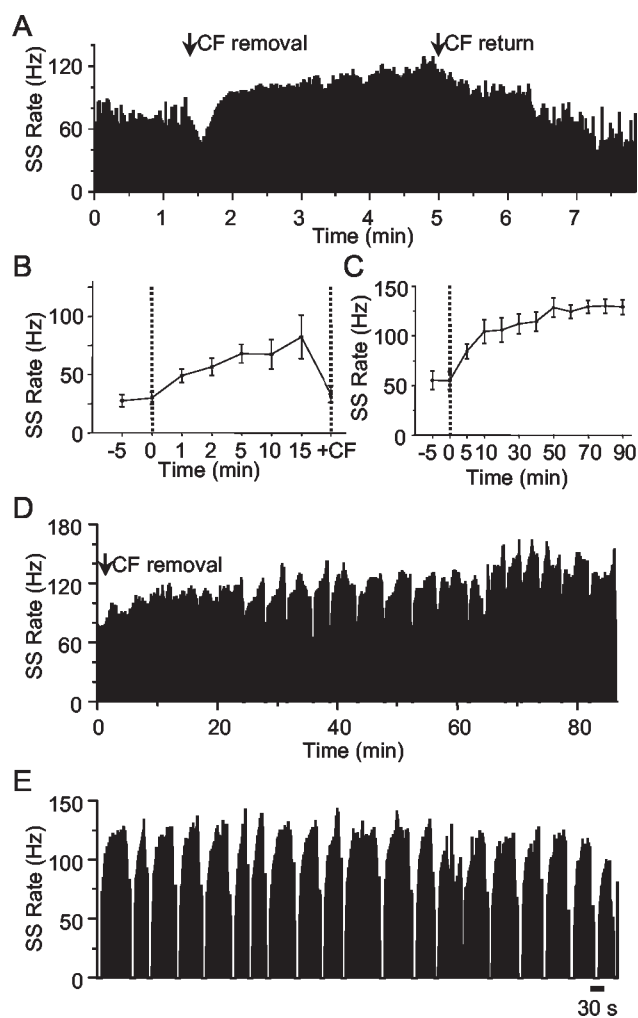 A
CF removal
CF return
SS Rate (Hz)
120
60
0
0 1 2 3 4 5 6 7
Time (min)
B
SS Rate (Hz)
100
50
0
-5 0 1 2 5 10 15 +CF
Time (min)
C
SS Rate (Hz)
150
100
50
0
-5 0 5 10 30 50 70 90
Time (min)
D
CF removal
SS Rate (Hz)
180
120
60
0
0 20 40 60 80
Time (min)
E
SS Rate (Hz)
150
100
50
0
30 s